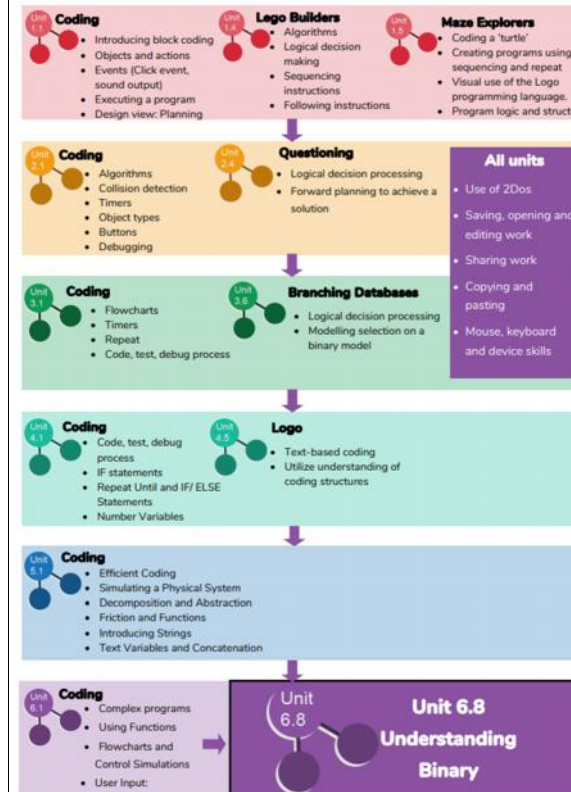 Unit
1.1
Coding
• Introducing block coding
• Objects and actions
• Events (Click event,
sound output)
• Executing a program
• Design view: Planning
Unit
1.4
Lego Builders
• Algorithms
• Logical decision
making
• Sequencing
instructions
• Following instructions
Unit
1.5
Maze Explorers
• Coding a 'turtle'
• Creating programs using
sequencing and repeat
• Visual use of the Logo
programming language.
• Program logic and struct
Unit
2.1
Coding
• Algorithms
• Collision detection
• Timers
• Object types
• Buttons
• Debugging
Unit
2.4
Questioning
• Logical decision processing
• Forward planning to achieve a
solution
All units
• Use of 2Dos
• Saving, opening and
editing work
• Sharing work
• Copying and
pasting
• Mouse, keyboard
and device skills
Unit
3.1
Coding
• Flowcharts
• Timers
• Repeat
• Code, test, debug process
Unit
3.6
Branching Databases
• Logical decision processing
• Modelling selection on a
binary model
Unit
4.1
Coding
• Code, test, debug
process
• IF statements
• Repeat Until and IF/ ELSE
Statements
• Number Variables
Unit
4.5
Logo
• Text-based coding
• Utilize understanding of
coding structures
Unit
5.1
Coding
• Efficient Coding
• Simulating a Physical System
• Decomposition and Abstraction
• Friction and Functions
• Introducing Strings
• Text Variables and Concatenation
Unit
6.1
Coding
• Complex programs
• Using Functions
• Flowcharts and
Control Simulations
• User Input:
Unit
6.8
Unit 6.8
Understanding
Binary